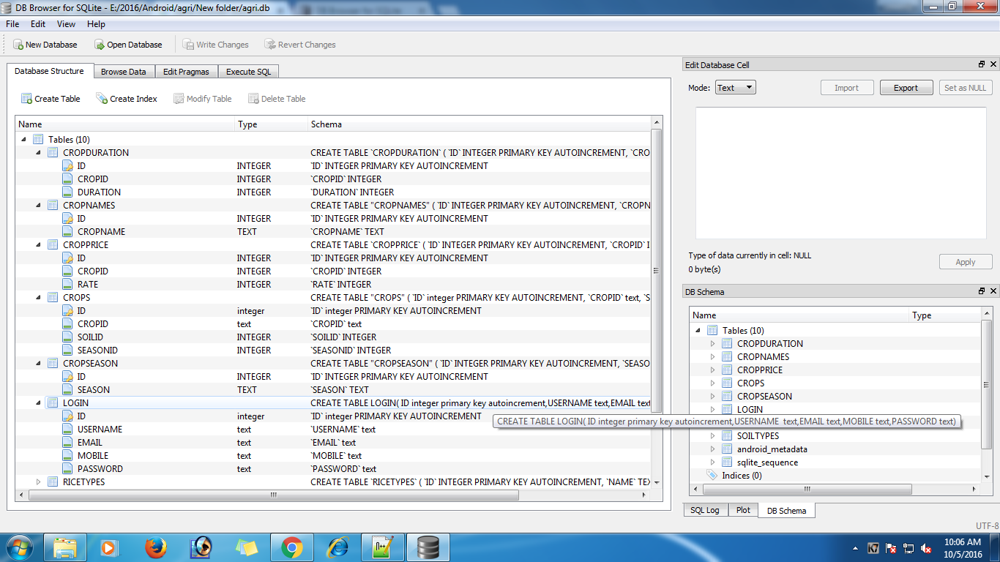 DB Browser for SQLite - E:/2016/Android/agri/New folder/agri.db
File Edit View Help
New Database Open Database Write Changes Revert Changes
Database Structure Browse Data Edit Pragmas Execute SQL
Create Table Create Index Modify Table Delete Table
Name Type Schema
Tables (10)
CROPDURATION CREATE TABLE `CROPDURATION` ( `ID` INTEGER PRIMARY KEY AUTOINCREMENT, `CRO
ID INTEGER `ID` INTEGER PRIMARY KEY AUTOINCREMENT
CROPID INTEGER `CROPID` INTEGER
DURATION INTEGER `DURATION` INTEGER
CROPNAMES CREATE TABLE "CROPNAMES" ( `ID` INTEGER PRIMARY KEY AUTOINCREMENT, `CROPN
ID INTEGER `ID` INTEGER PRIMARY KEY AUTOINCREMENT
CROPNAME TEXT `CROPNAME` TEXT
CROPPRICE CREATE TABLE `CROPPRICE` ( `ID` INTEGER PRIMARY KEY AUTOINCREMENT, `CROPID` I
ID INTEGER `ID` INTEGER PRIMARY KEY AUTOINCREMENT
CROPID INTEGER `CROPID` INTEGER
RATE INTEGER `RATE` INTEGER
CROPS CREATE TABLE "CROPS" ( `ID` integer PRIMARY KEY AUTOINCREMENT, `CROPID` text, `S
ID integer `ID` integer PRIMARY KEY AUTOINCREMENT
CROPID text `CROPID` text
SOILID INTEGER `SOILID` INTEGER
SEASONID INTEGER `SEASONID` INTEGER
CROPSEASON CREATE TABLE "CROPSEASON" ( `ID` INTEGER PRIMARY KEY AUTOINCREMENT, `SEASO
ID INTEGER `ID` INTEGER PRIMARY KEY AUTOINCREMENT
SEASON TEXT `SEASON` TEXT
LOGIN CREATE TABLE LOGIN( ID integer primary key autoincrement,USERNAME text,EMAIL text
ID integer `ID` integer PRIMARY KEY AUTOINCREMENT
CREATE TABLE LOGIN( ID integer primary key autoincrement,USERNAME text,EMAIL text,MOBILE text,PASSWORD text)
USERNAME text `USERNAME` text
EMAIL text `EMAIL` text
MOBILE text `MOBILE` text
PASSWORD text `PASSWORD` text
RICETYPES CREATE TABLE `RICETYPES` ( `ID` INTEGER PRIMARY KEY AUTOINCREMENT, `NAME` TEX
Edit Database Cell
Mode: Text Import Export Set as NULL
Type of data currently in cell: NULL
0 byte(s)
Apply
DB Schema
Name Type
Tables (10)
CROPDURATION
CROPNAMES
CROPPRICE
CROPS
CROPSEASON
LOGIN
SOILTYPES
android_metadata
sqlite_sequence
Indices (0)
SQL Log Plot DB Schema
UTF-8
10:06 AM
10/5/2016